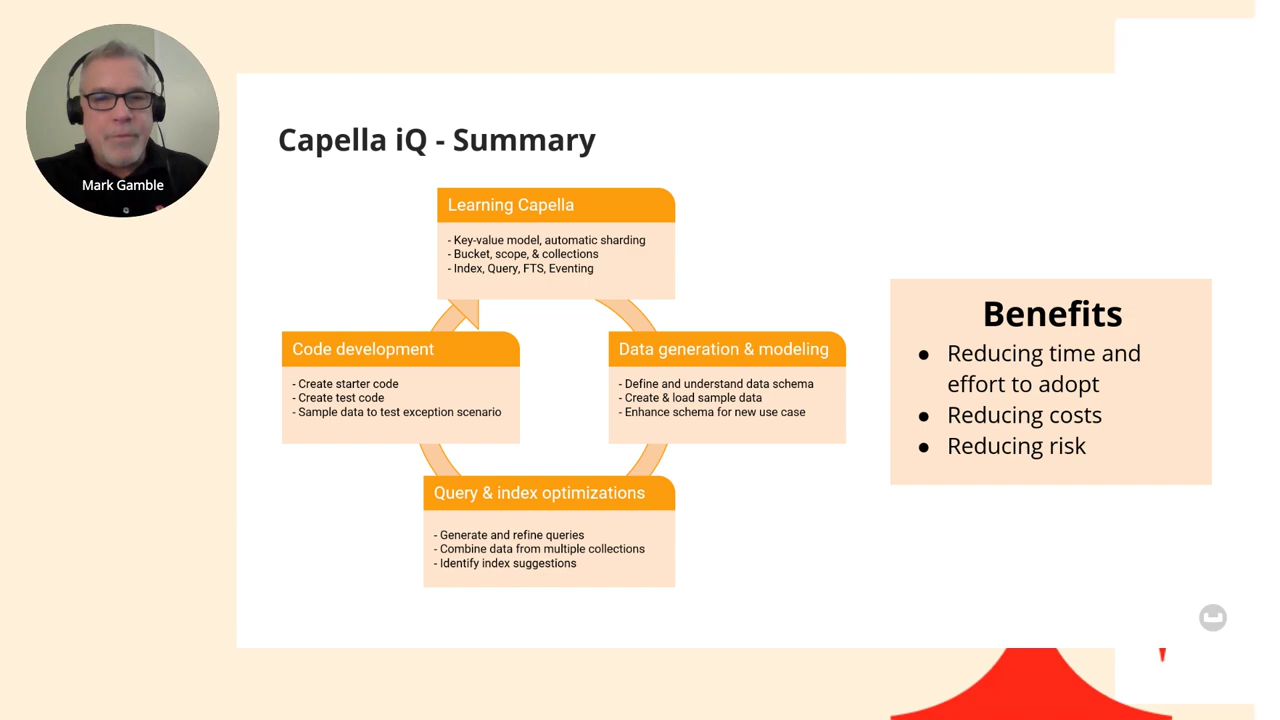 Mark Gamble
Capella iQ - Summary
Learning Capella
- Key-value model, automatic sharding
- Bucket, scope, & collections
- Index, Query, FTS, Eventing
Code development
- Create starter code
- Create test code
- Sample data to test exception scenario
Data generation & modeling
- Define and understand data schema
- Create & load sample data
- Enhance schema for new use case
Query & index optimizations
- Generate and refine queries
- Combine data from multiple collections
- Identify index suggestions
Benefits
● Reducing time and
effort to adopt
● Reducing costs
● Reducing risk